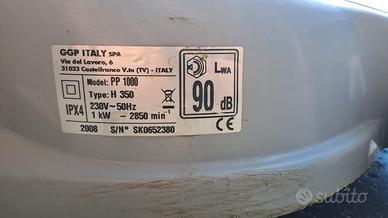 GGP ITALY SPA
Via del Lavoro, 6
31033 Castelfranco V.to (TV) - ITALY
Model: PP 1000
Type: H 350
IPX4
230V~50Hz
1 kW - 2850 min⁻¹
2008 S/N° SK0652380
LWA
90 dB
CE
subito